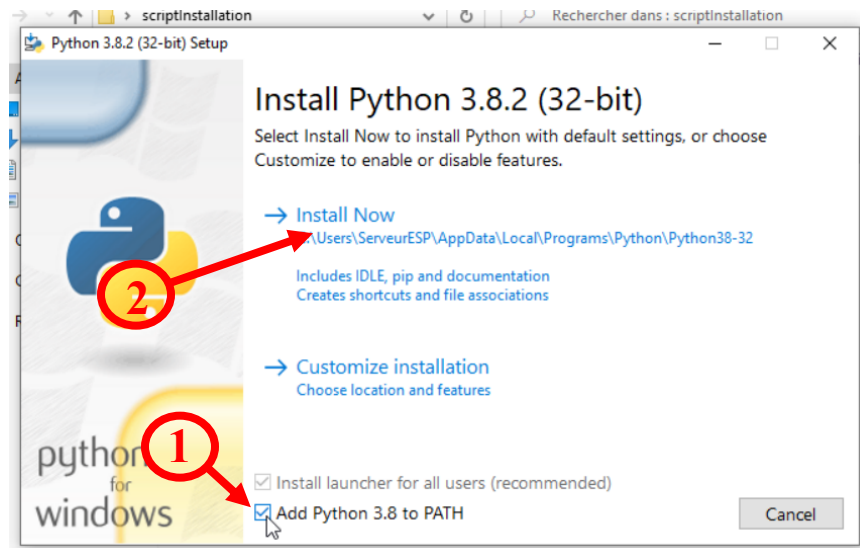 scriptInstallation
Rechercher dans : scriptInstallation
Python 3.8.2 (32-bit) Setup
Install Python 3.8.2 (32-bit)
Select Install Now to install Python with default settings, or choose
Customize to enable or disable features.
Install Now
:\Users\ServeurESP\AppData\Local\Programs\Python\Python38-32
2
Includes IDLE, pip and documentation
Creates shortcuts and file associations
Customize installation
Choose location and features
1
python
for
windows
Install launcher for all users (recommended)
Add Python 3.8 to PATH
Cancel